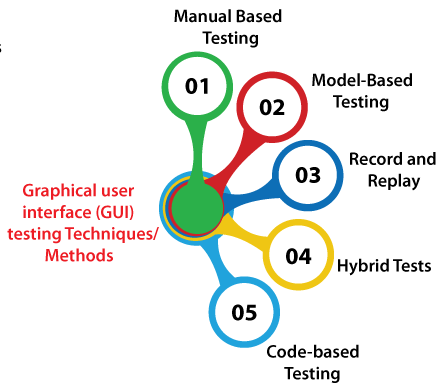 Manual Based
Testing
01
Model-Based
Testing
02
Record and
Replay
03
Graphical user
interface (GUI)
testing Techniques/
Methods
04
Hybrid Tests
05
Code-based
Testing